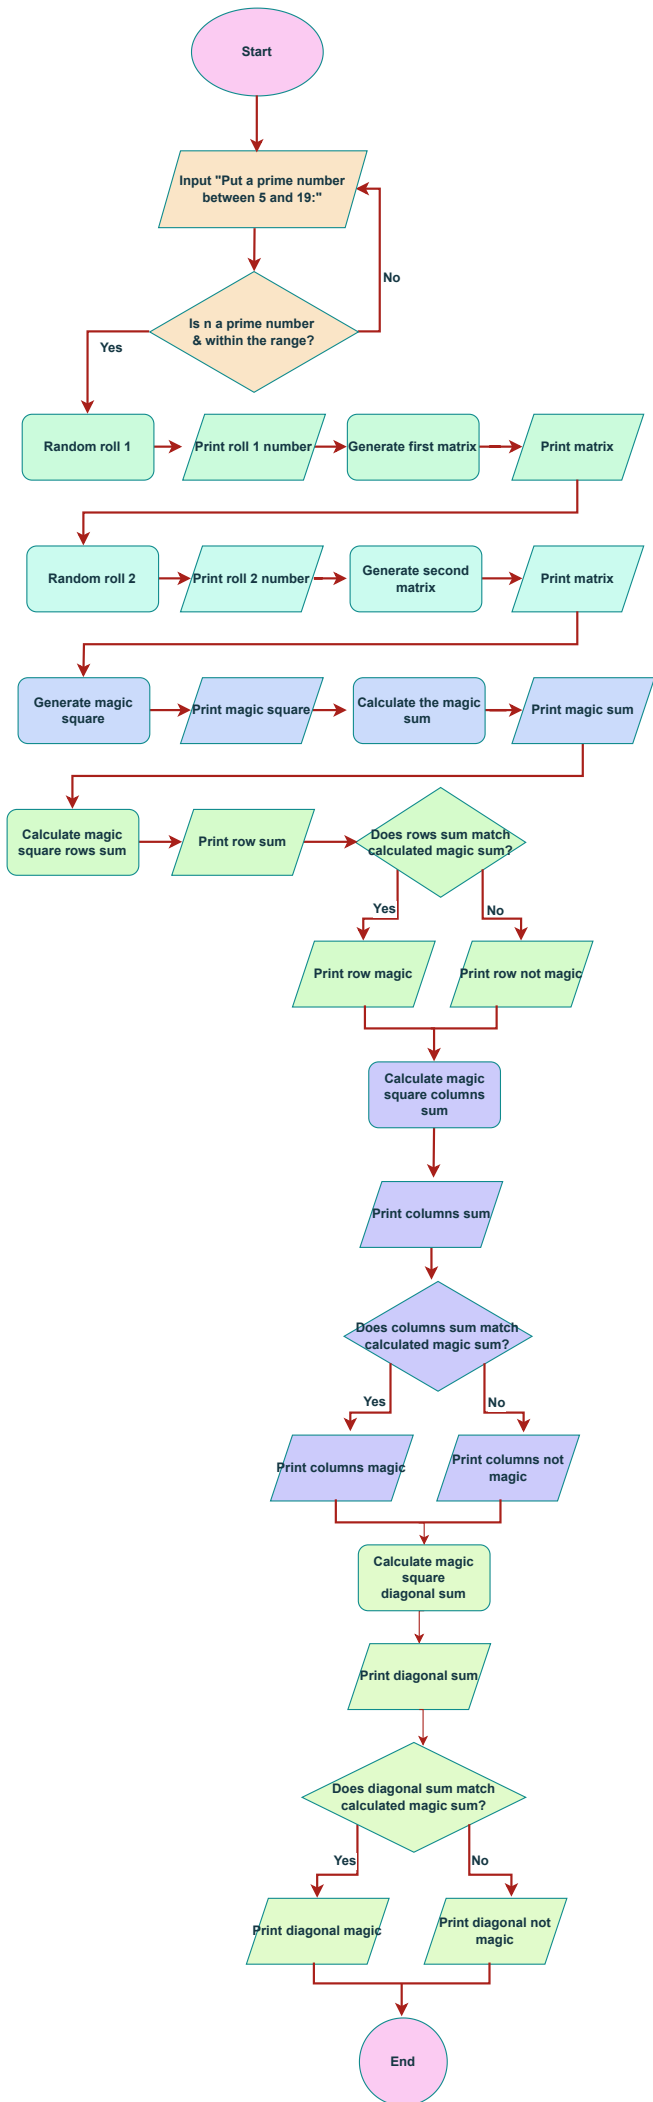 Start
Input "Put a prime number
between 5 and 19:"
No
Is n a prime number
& within the range?
Yes
Random roll 1
Print roll 1 number
Generate first matrix
Print matrix
Random roll 2
Print roll 2 number
Generate second
matrix
Print matrix
Generate magic
square
Print magic square
Calculate the magic
sum
Print magic sum
Calculate magic
square rows sum
Print row sum
Does rows sum match
calculated magic sum?
Yes
No
Print row magic
Print row not magic
Calculate magic
square columns
sum
Print columns sum
Does columns sum match
calculated magic sum?
Yes
No
Print columns magic
Print columns not
magic
Calculate magic
square
diagonal sum
Print diagonal sum
Does diagonal sum match
calculated magic sum?
Yes
No
Print diagonal magic
Print diagonal not
magic
End